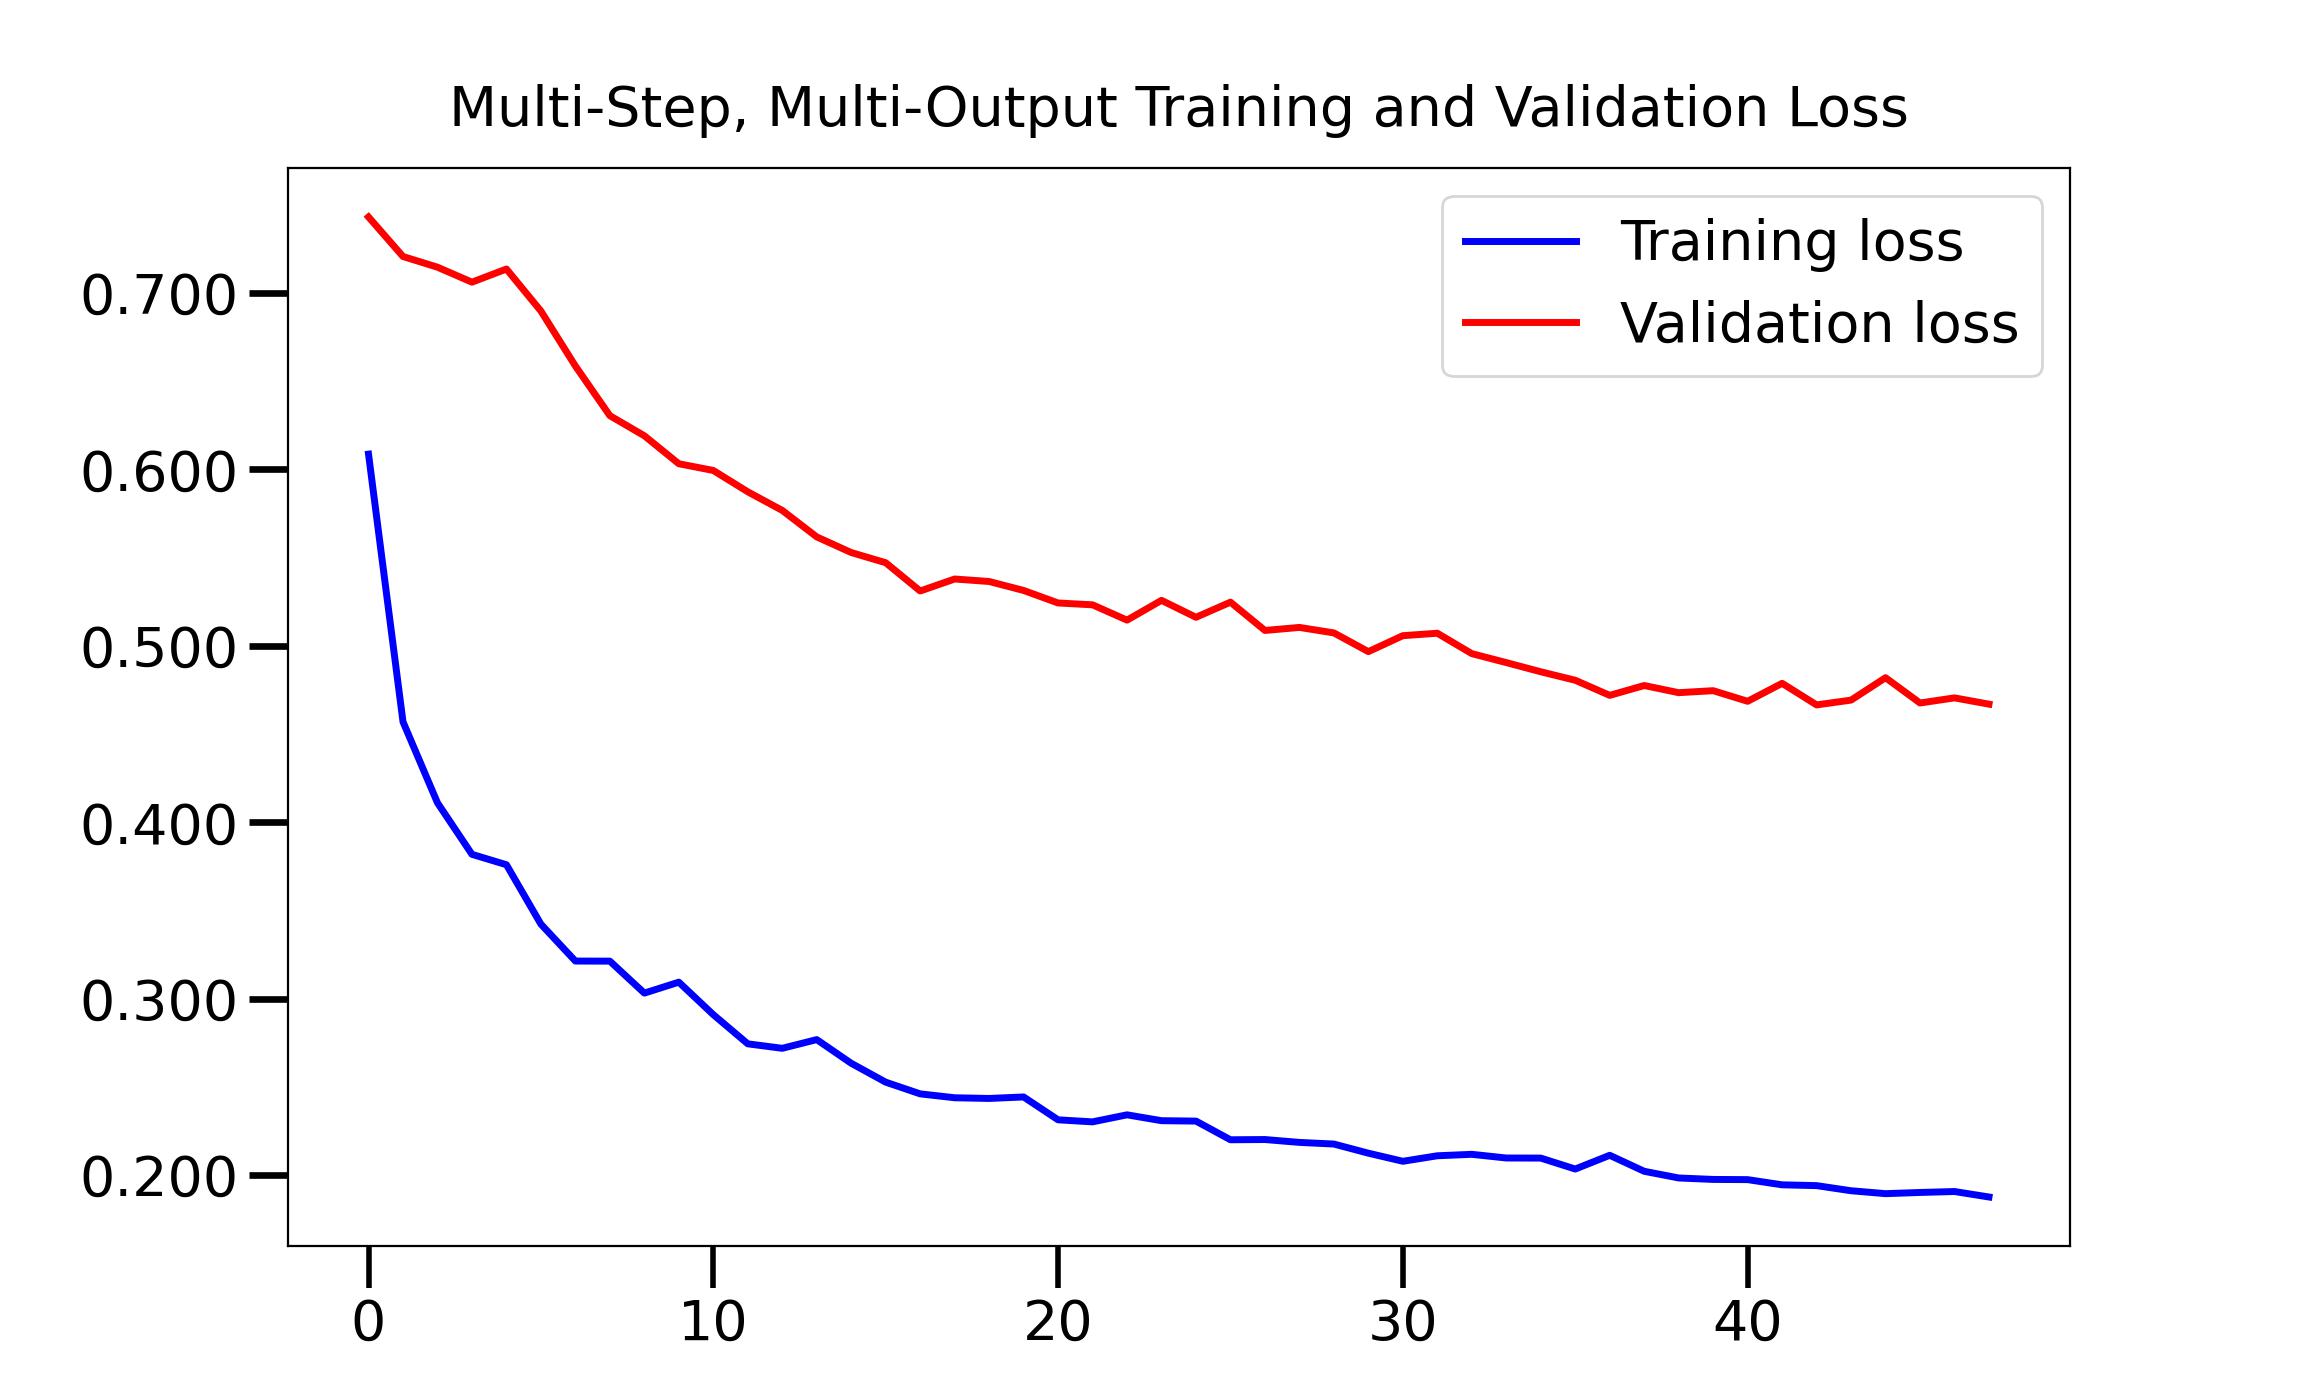 Multi-Step, Multi-Output Training and Validation Loss
Training loss
Validation loss
0.700
0.600
0.500
0.400
0.300
0.200
0 10 20 30 40